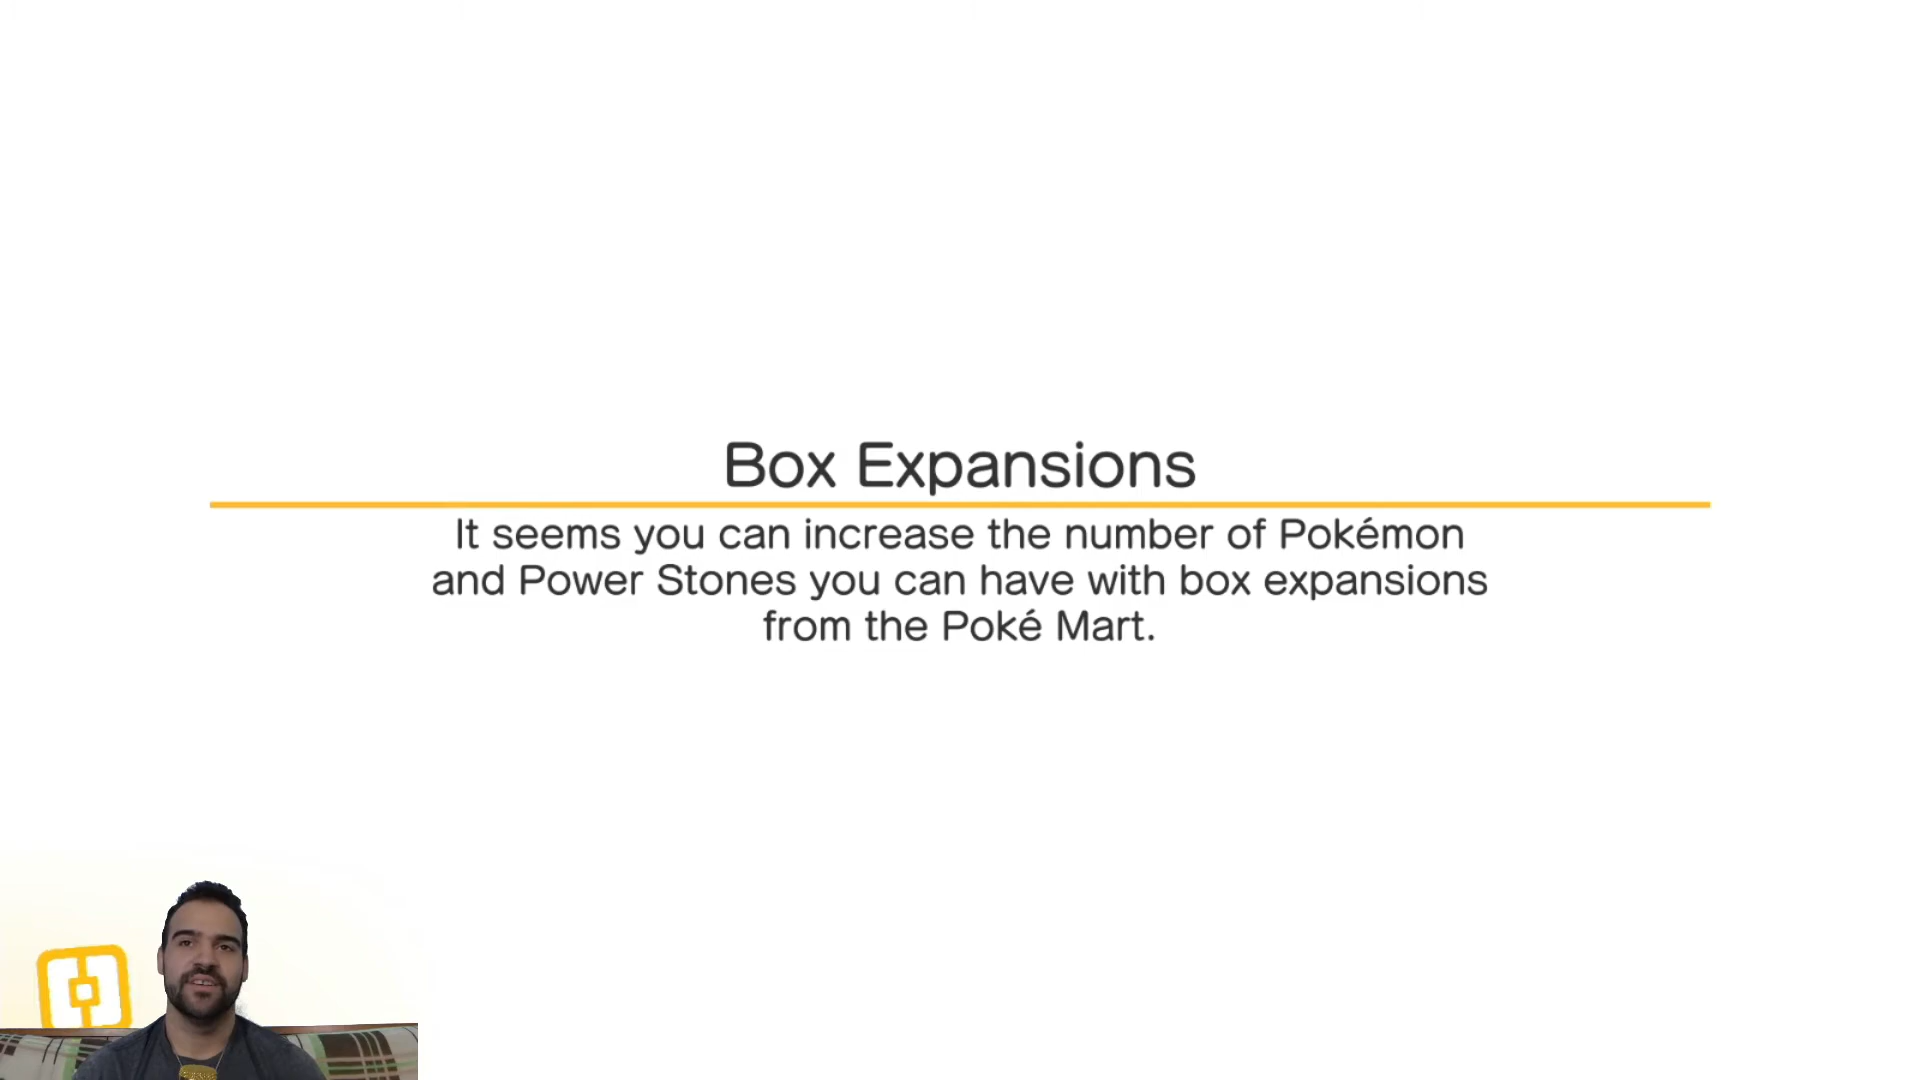 Box Expansions
It seems you can increase the number of Pokémon
and Power Stones you can have with box expansions
from the Poké Mart.